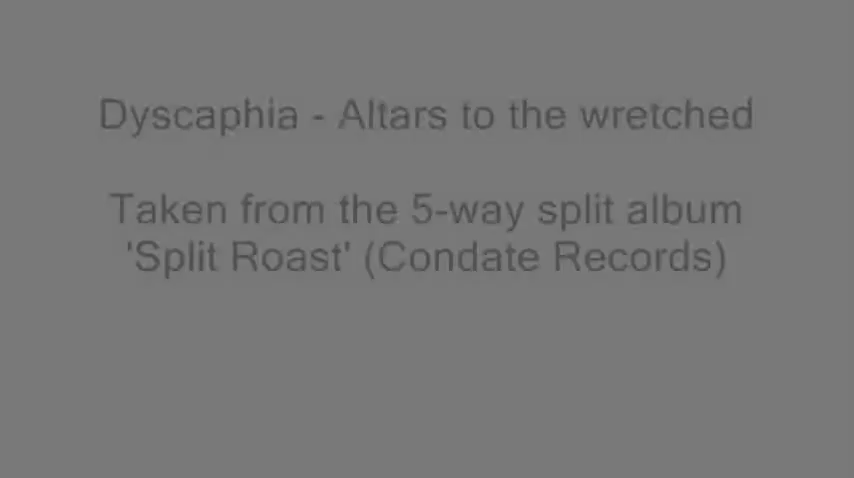 Dyscaphia - Altars to the wretched
Taken from the 5-way split album
'Split Roast' (Condate Records)